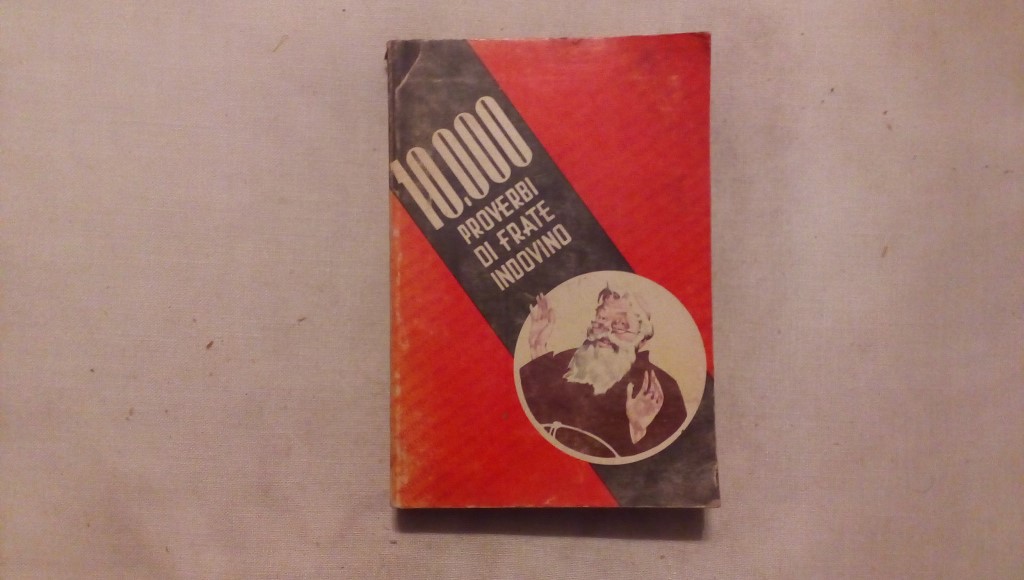 10.000
PROVERBI
DI FRATE
INDOVINO